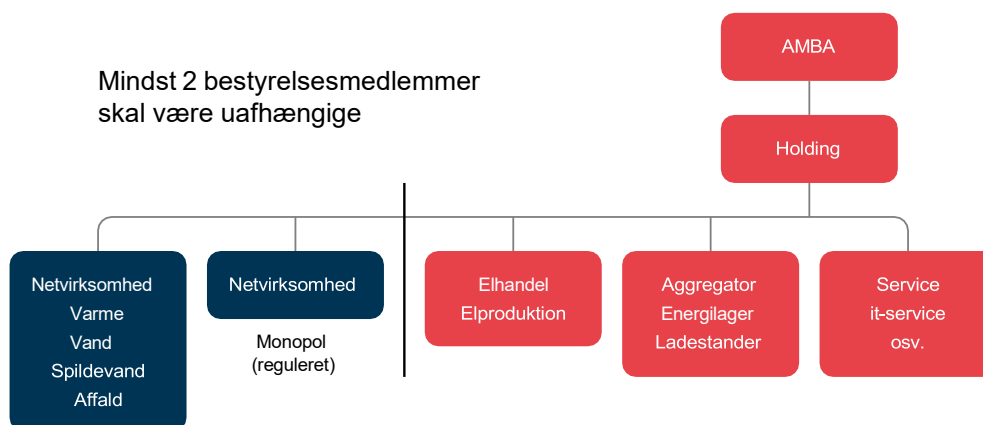 AMBA
Mindst 2 bestyrelsesmedlemmer
skal være uafhængige
Holding
Netvirksomhed
Varme
Vand
Spildevand
Affald
Netvirksomhed
Monopol
(reguleret)
Elhandel
Elproduktion
Aggregator
Energilager
Ladestander
Service
it-service
osv.